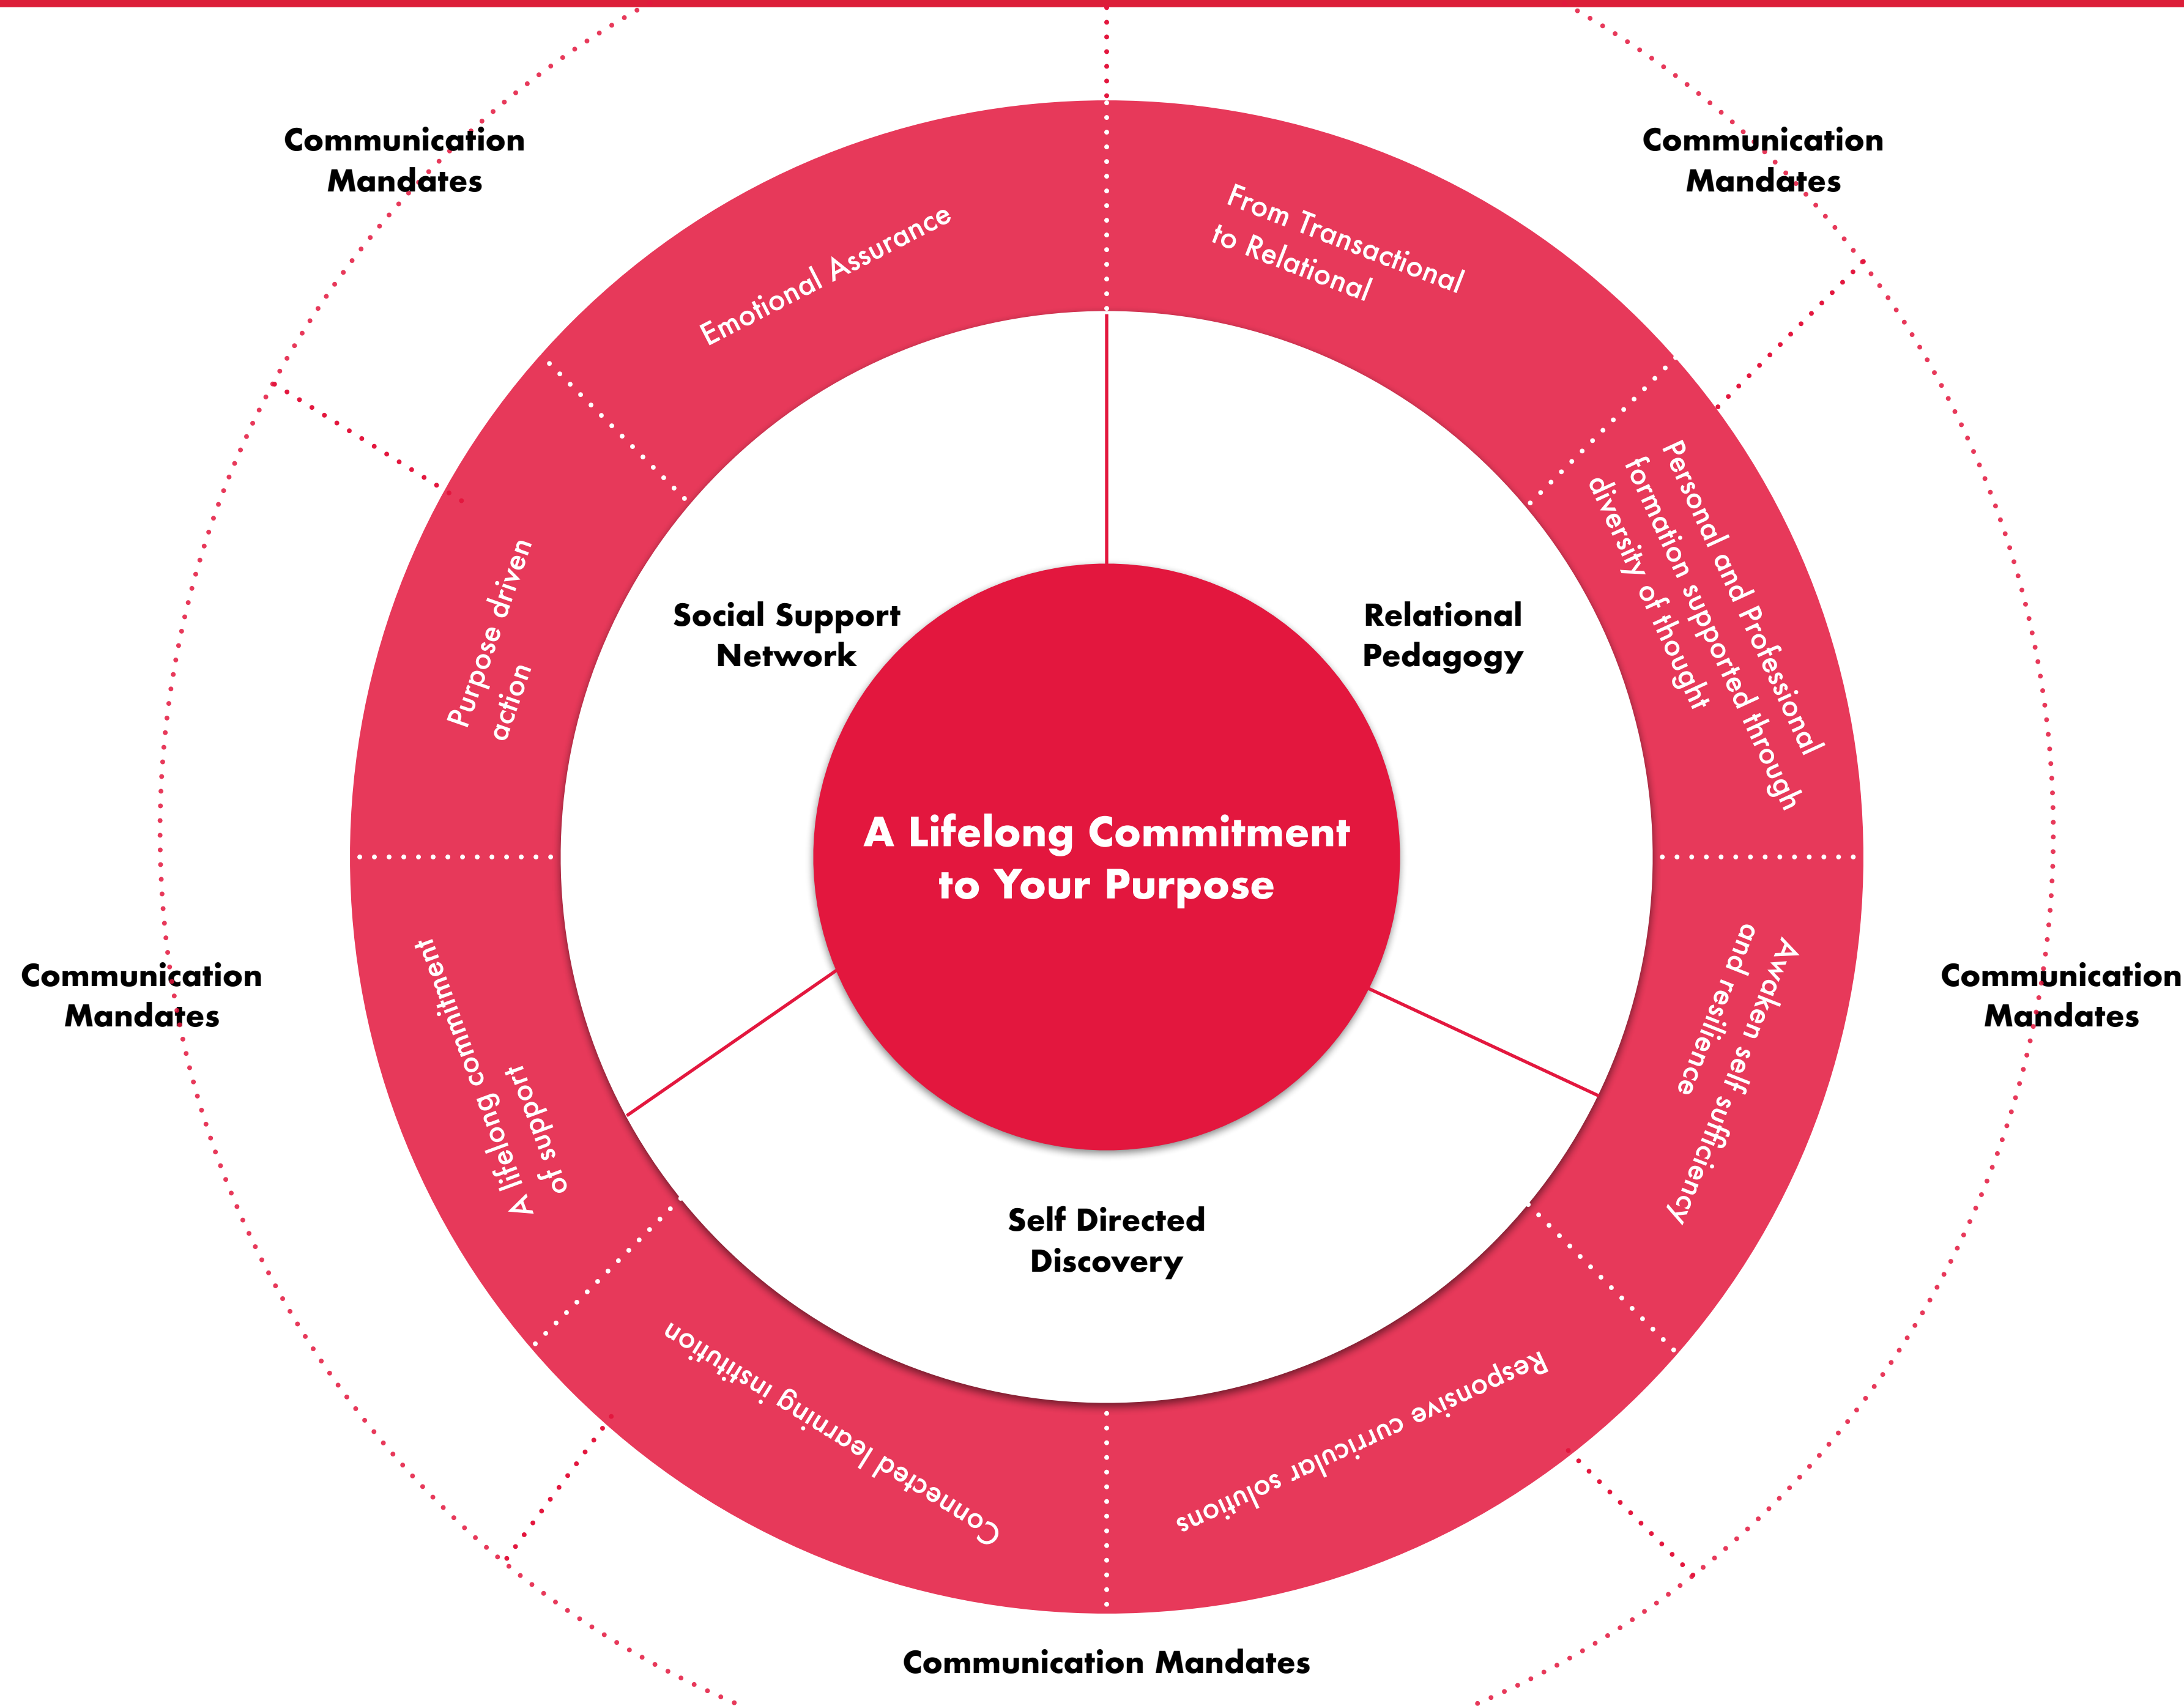 Communication
Mandates
Communication
Mandates
Emotional Assurance
From Transactional
to Relational
Personal and Professional
formation supported through
diversity of thought
Purpose driven
action
Social Support
Network
Relational
Pedagogy
A Lifelong Commitment
to Your Purpose
Communication
Mandates
Communication
Mandates
A lifelong commitment
of support
Awaken self sufficiency
and resilience
Self Directed
Discovery
Connected learning institution
Responsive curricular solutions
Communication Mandates